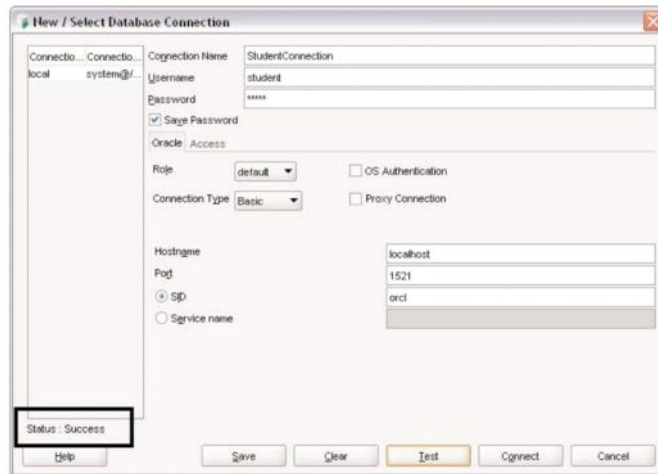 New / Select Database Connection
Connectio... Connectio...
local system@/...
Connection Name StudentConnection
Username student
Password *****
Save Password
Oracle Access
Role default OS Authentication
Connection Type Basic Proxy Connection
Hostname localhost
Port 1521
SID orcl
Service name
Status : Success
Help Save Clear Test Connect Cancel